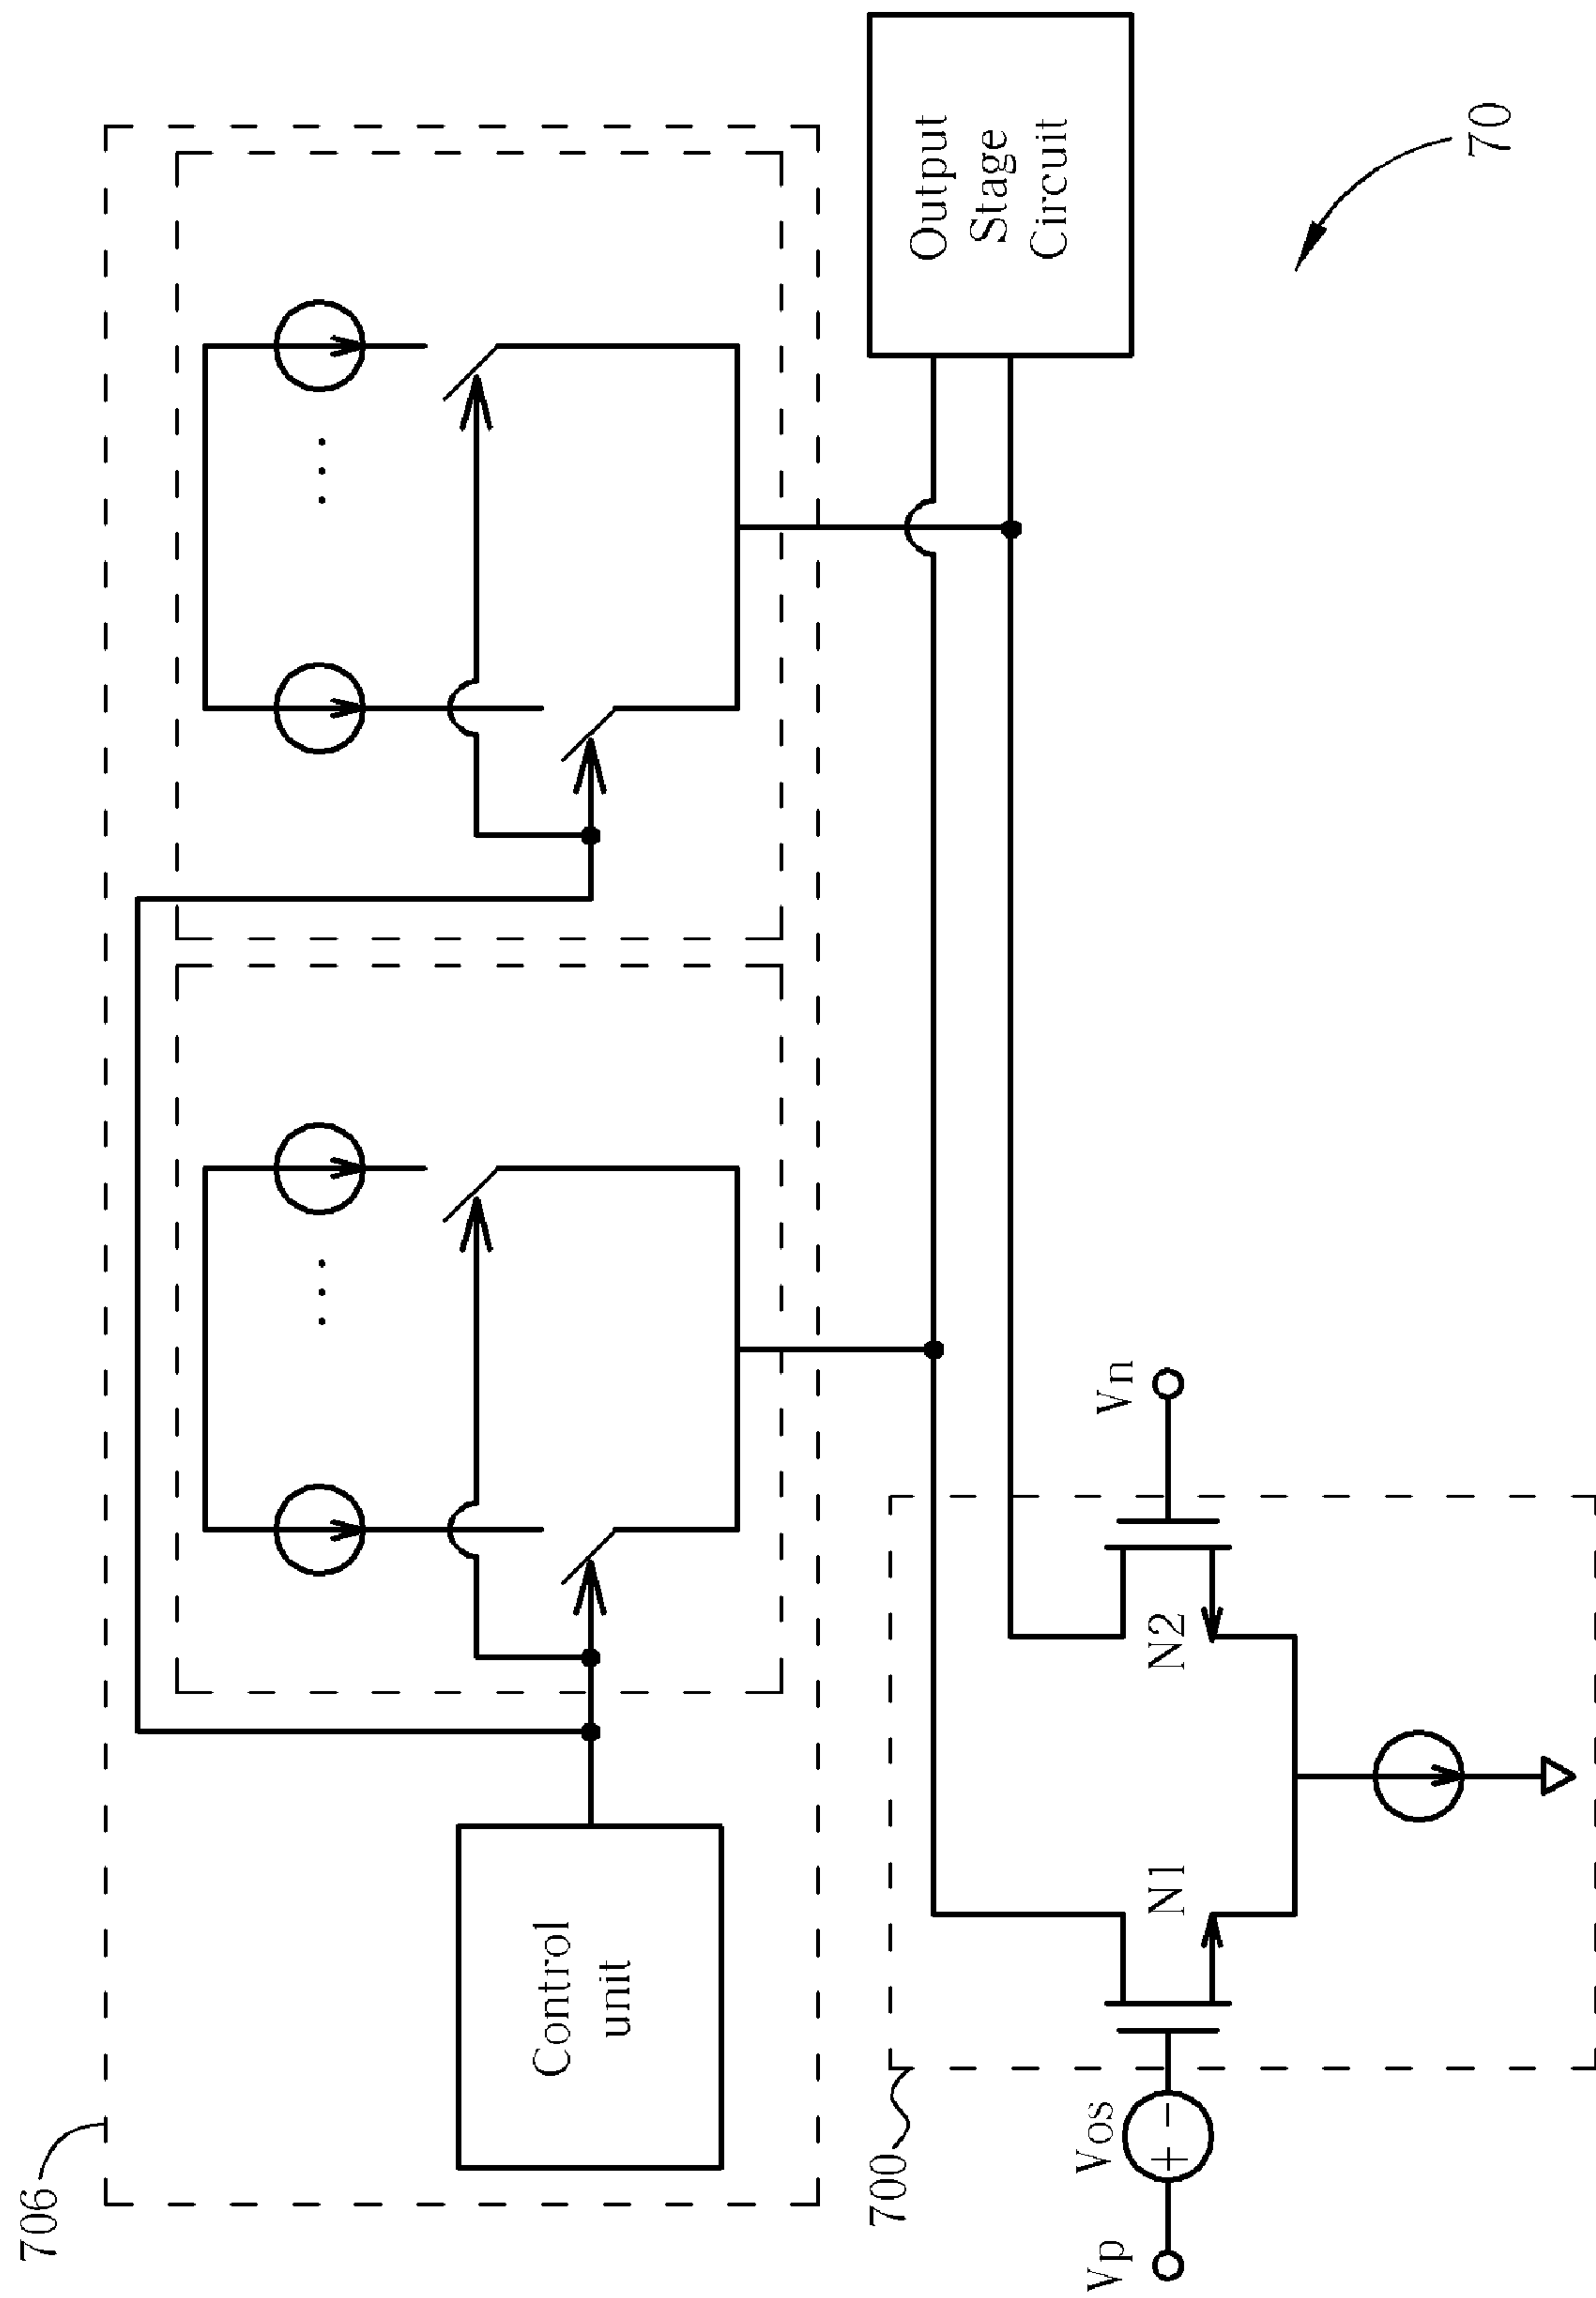 706
Control
unit
Output
Stage
Circuit
700
Vp
Vos
+ -
N1
N2
Vn
70